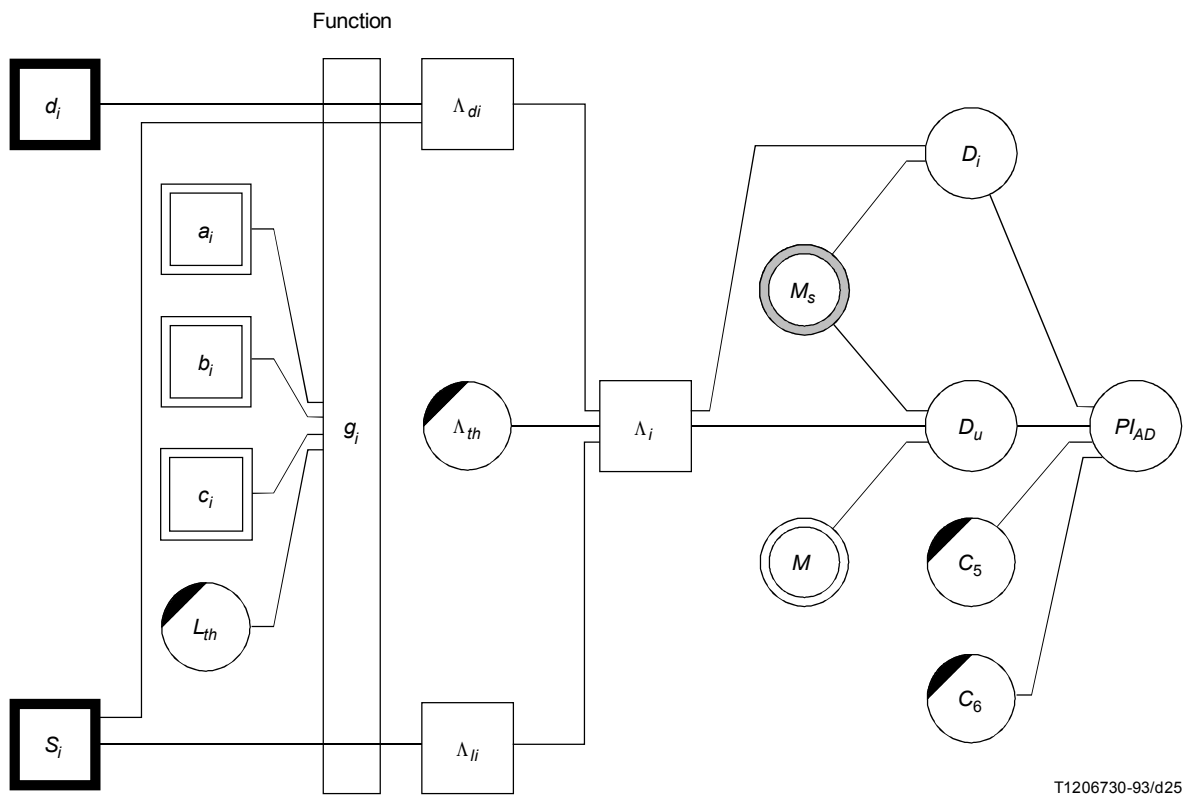 Function
d_i
Λ_di
D_i
a_i
M_s
b_i
Λ_th
g_i
Λ_i
D_u
PI_AD
c_i
M
C_5
L_th
C_6
S_i
Λ_li
T1206730-93/d25